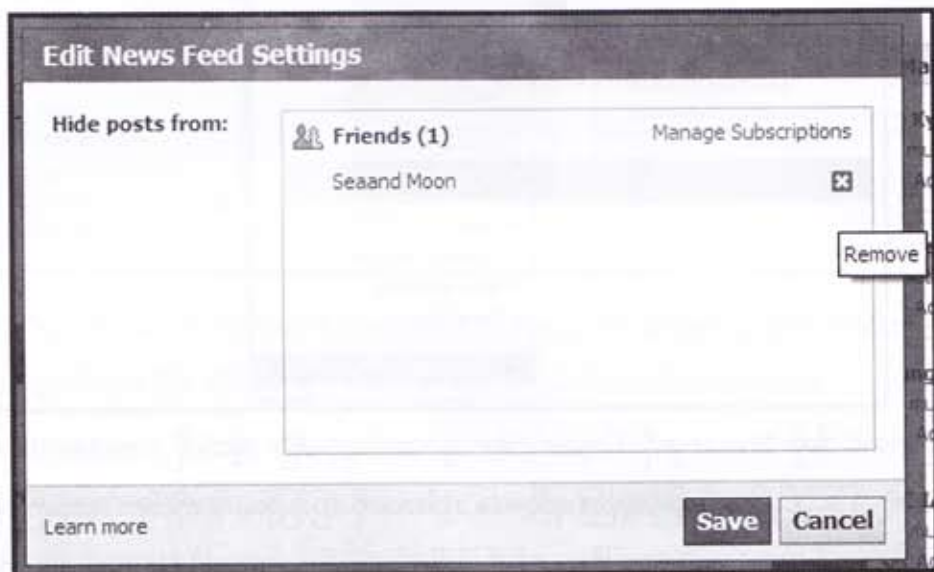 Edit News Feed Settings
Hide posts from:
Friends (1)
Manage Subscriptions
Seaand Moon
Remove
Learn more
Save
Cancel